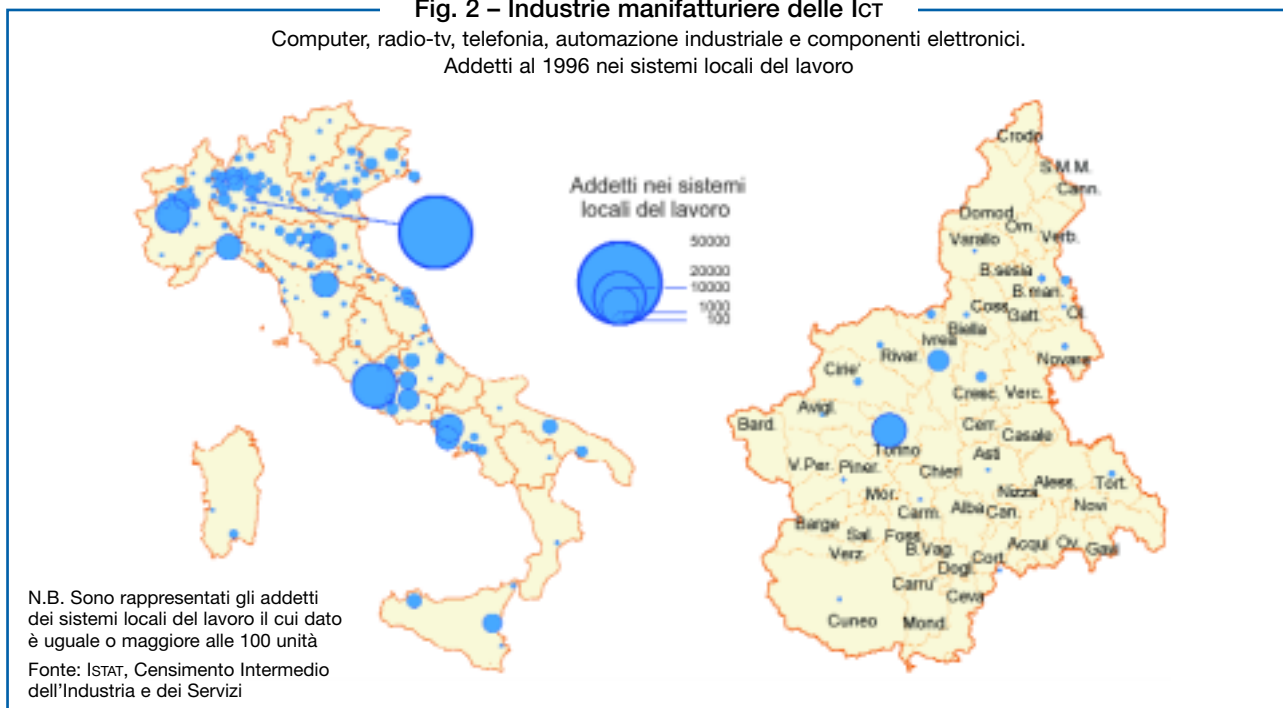 Fig. 2 – Industrie manifatturiere delle ICT
Computer, radio-tv, telefonia, automazione industriale e componenti elettronici.
Addetti al 1996 nei sistemi locali del lavoro
Addetti nei sistemi
locali del lavoro
50000
20000
10000
1000
100
Crodo
S.M.M.
Cann.
Domod.
Om.
Varallo
Verb.
B.sesia
B.man.
Coss.
Gatt.
Ol.
Biella
Ivrea
Rivar.
Novara
Cirie'
Cresc.
Verc.
Avigl.
Bard.
Cerr.
Casale
Torino
Asti
V.Per.
Piner.
Chieri
Aless.
Tort.
Mor.
Nizza
Carm.
Alba
Can.
Novi
Barge
Sal.
Foss.
Verz.
B.Vag.
Cort.
Acqui
Ov.
Gavi
Dogl.
Carru'
Ceva
Cuneo
Mond.
N.B. Sono rappresentati gli addetti
dei sistemi locali del lavoro il cui dato
è uguale o maggiore alle 100 unità
Fonte: ISTAT, Censimento Intermedio
dell'Industria e dei Servizi